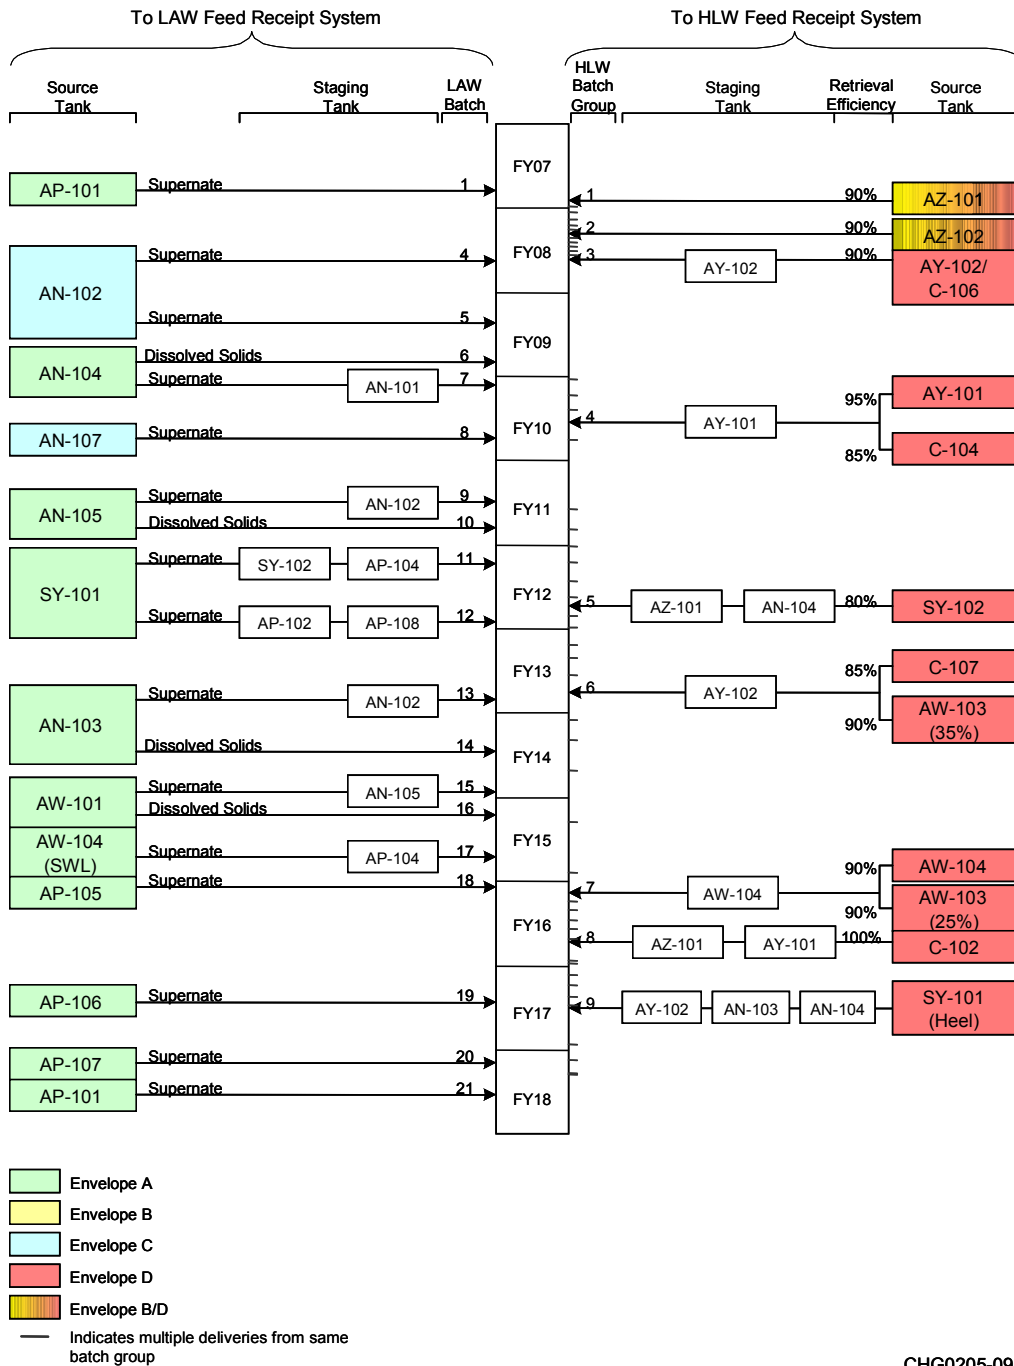 To LAW Feed Receipt System
To HLW Feed Receipt System
Source
Tank
Staging
Tank
LAW
Batch
HLW
Batch
Group
Staging
Tank
Retrieval
Efficiency
Source
Tank
FY07
AP-101
Supernate
1
1
90%
AZ-101
FY08
2
90%
AZ-102
AN-102
Supernate
4
3
AY-102
90%
AY-102/
C-106
Supernate
5
FY09
AN-104
Dissolved Solids
6
Supernate
AN-101
7
FY10
4
AY-101
95%
AY-101
85%
C-104
AN-107
Supernate
8
FY11
AN-105
Supernate
AN-102
9
Dissolved Solids
10
SY-101
Supernate
SY-102
AP-104
11
FY12
5
AZ-101
AN-104
80%
SY-102
Supernate
AP-102
AP-108
12
FY13
6
AY-102
85%
C-107
90%
AW-103
(35%)
AN-103
Supernate
AN-102
13
Dissolved Solids
14
FY14
AW-101
Supernate
AN-105
15
Dissolved Solids
16
AW-104
(SWL)
Supernate
AP-104
17
FY15
AP-105
Supernate
18
7
AW-104
90%
AW-104
90%
AW-103
(25%)
FY16
8
AZ-101
AY-101
100%
C-102
AP-106
Supernate
19
FY17
9
AY-102
AN-103
AN-104
SY-101
(Heel)
AP-107
Supernate
20
AP-101
Supernate
21
FY18
Envelope A
Envelope B
Envelope C
Envelope D
Envelope B/D
Indicates multiple deliveries from same
batch group
CHG0205-09